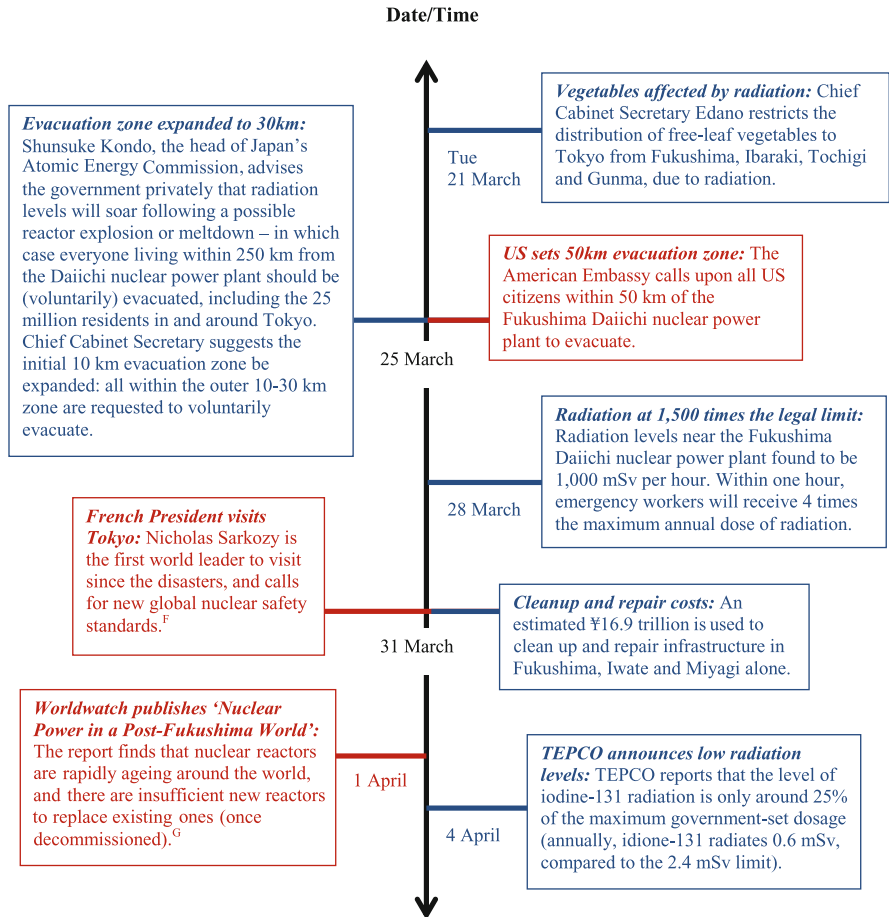 Date/Time
Vegetables affected by radiation: Chief
Cabinet Secretary Edano restricts the
distribution of free-leaf vegetables to
Tokyo from Fukushima, Ibaraki, Tochigi
and Gunma, due to radiation.
Tue
21 March
Evacuation zone expanded to 30km:
Shunsuke Kondo, the head of Japan's
Atomic Energy Commission, advises
the government privately that radiation
levels will soar following a possible
reactor explosion or meltdown – in which
case everyone living within 250 km from
the Daiichi nuclear power plant should be
(voluntarily) evacuated, including the 25
million residents in and around Tokyo.
Chief Cabinet Secretary suggests the
initial 10 km evacuation zone be
expanded: all within the outer 10-30 km
zone are requested to voluntarily
evacuate.
US sets 50km evacuation zone: The
American Embassy calls upon all US
citizens within 50 km of the
Fukushima Daiichi nuclear power
plant to evacuate.
25 March
Radiation at 1,500 times the legal limit:
Radiation levels near the Fukushima
Daiichi nuclear power plant found to be
1,000 mSv per hour. Within one hour,
emergency workers will receive 4 times
the maximum annual dose of radiation.
28 March
French President visits
Tokyo: Nicholas Sarkozy is
the first world leader to visit
since the disasters, and calls
for new global nuclear safety
standards.F
Cleanup and repair costs: An
estimated ¥16.9 trillion is used to
clean up and repair infrastructure in
Fukushima, Iwate and Miyagi alone.
31 March
Worldwatch publishes 'Nuclear
Power in a Post-Fukushima World':
The report finds that nuclear reactors
are rapidly ageing around the world,
and there are insufficient new reactors
to replace existing ones (once
decommissioned).G
1 April
TEPCO announces low radiation
levels: TEPCO reports that the level of
iodine-131 radiation is only around 25%
of the maximum government-set dosage
(annually, idione-131 radiates 0.6 mSv,
compared to the 2.4 mSv limit).
4 April